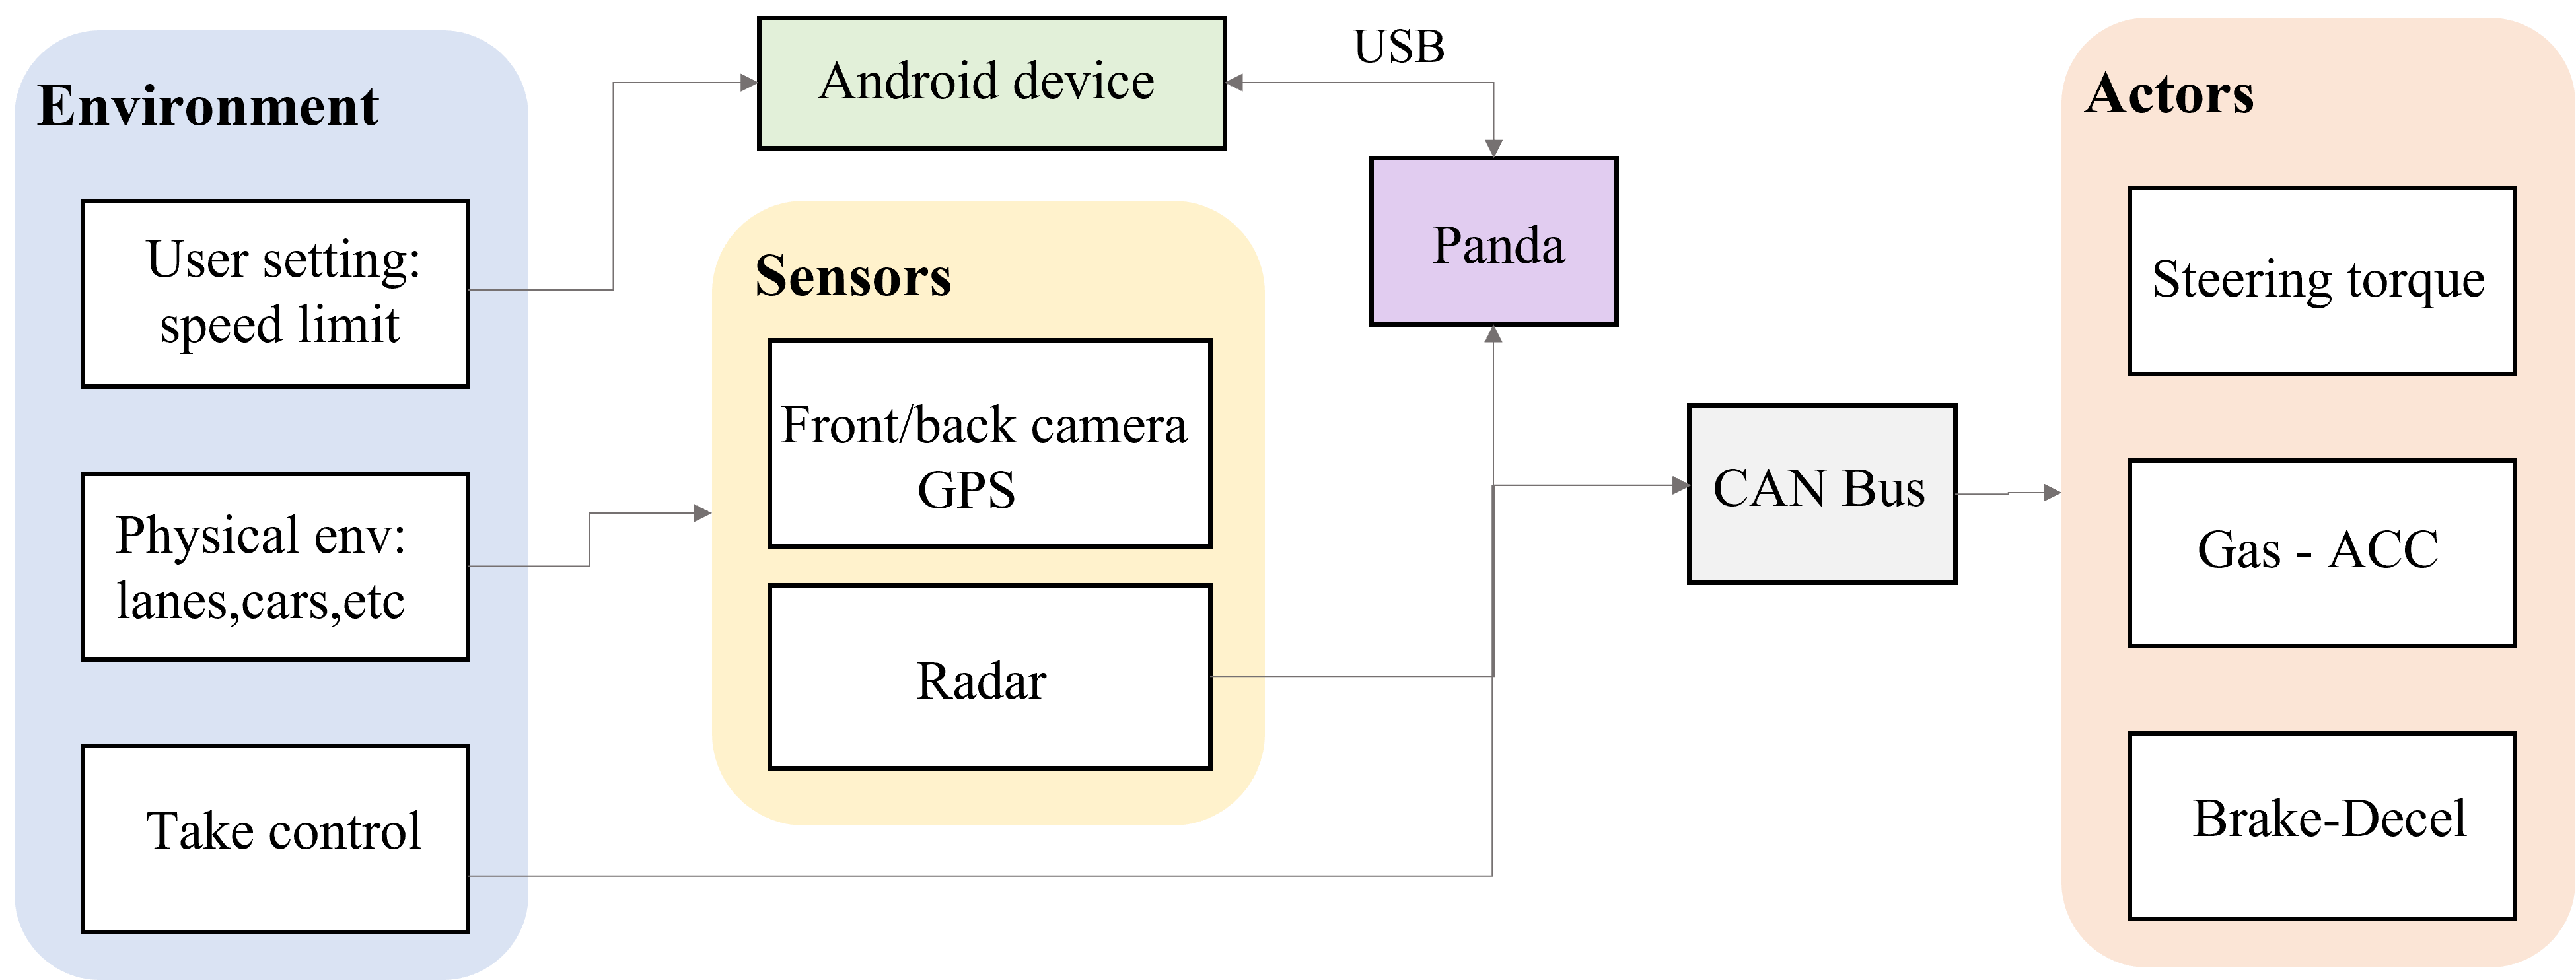 Environment
User setting:
speed limit
Physical env:
lanes,cars,etc
Take control
Android device
USB
Sensors
Front/back camera
GPS
Radar
Panda
CAN Bus
Actors
Steering torque
Gas - ACC
Brake-Decel